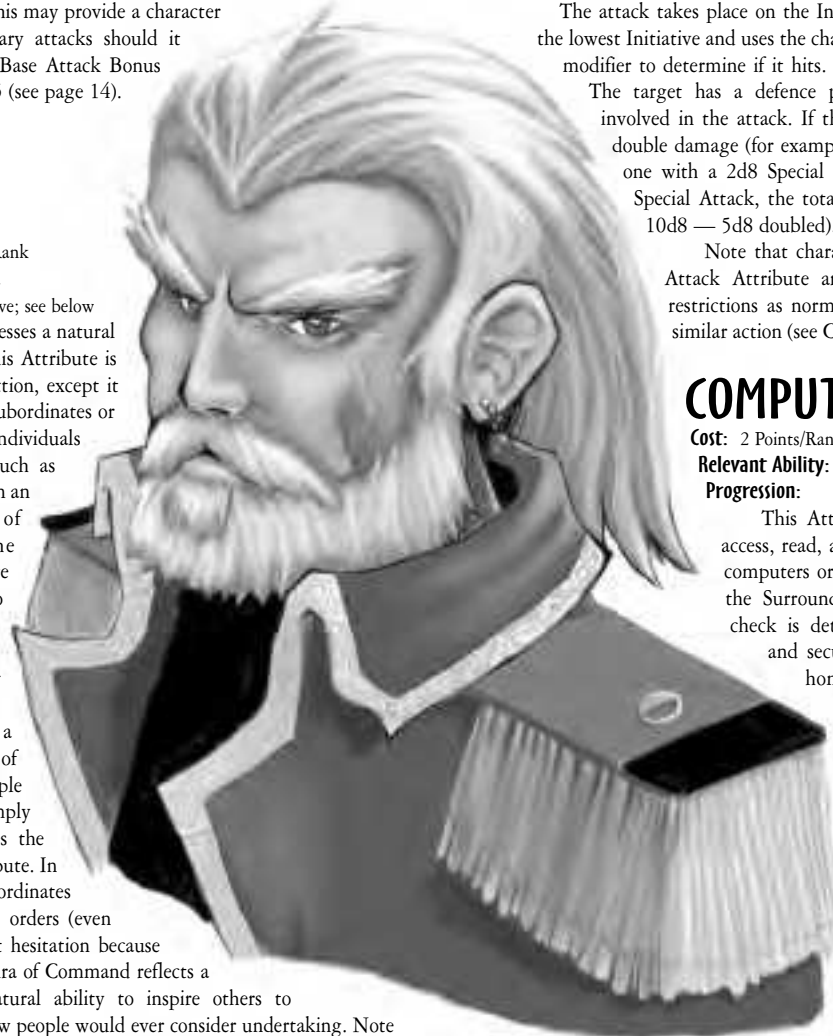 his may provide a character
ary attacks should it
Base Attack Bonus
(see page 14).
ank
ve; see below
esses a natural
is Attribute is
tion, except it
ubordinates or
ndividuals
uch as
n an
of
he
e
a
of
ple
mply
s the
bute. In
ordinates
orders (even
t hesitation because
ra of Command reflects a
atural ability to inspire others to
w people would ever consider undertaking. Note
The attack takes place on the In
the lowest Initiative and uses the cha
modifier to determine if it hits.
The target has a defence p
involved in the attack. If th
double damage (for examp
one with a 2d8 Special
Special Attack, the tota
10d8 — 5d8 doubled)
Note that chara
Attack Attribute ar
restrictions as norm
similar action (see C
COMPUT
Cost: 2 Points/Ran
Relevant Ability:
Progression:
This Att
access, read, a
computers or
the Surround
check is det
and secu
hon